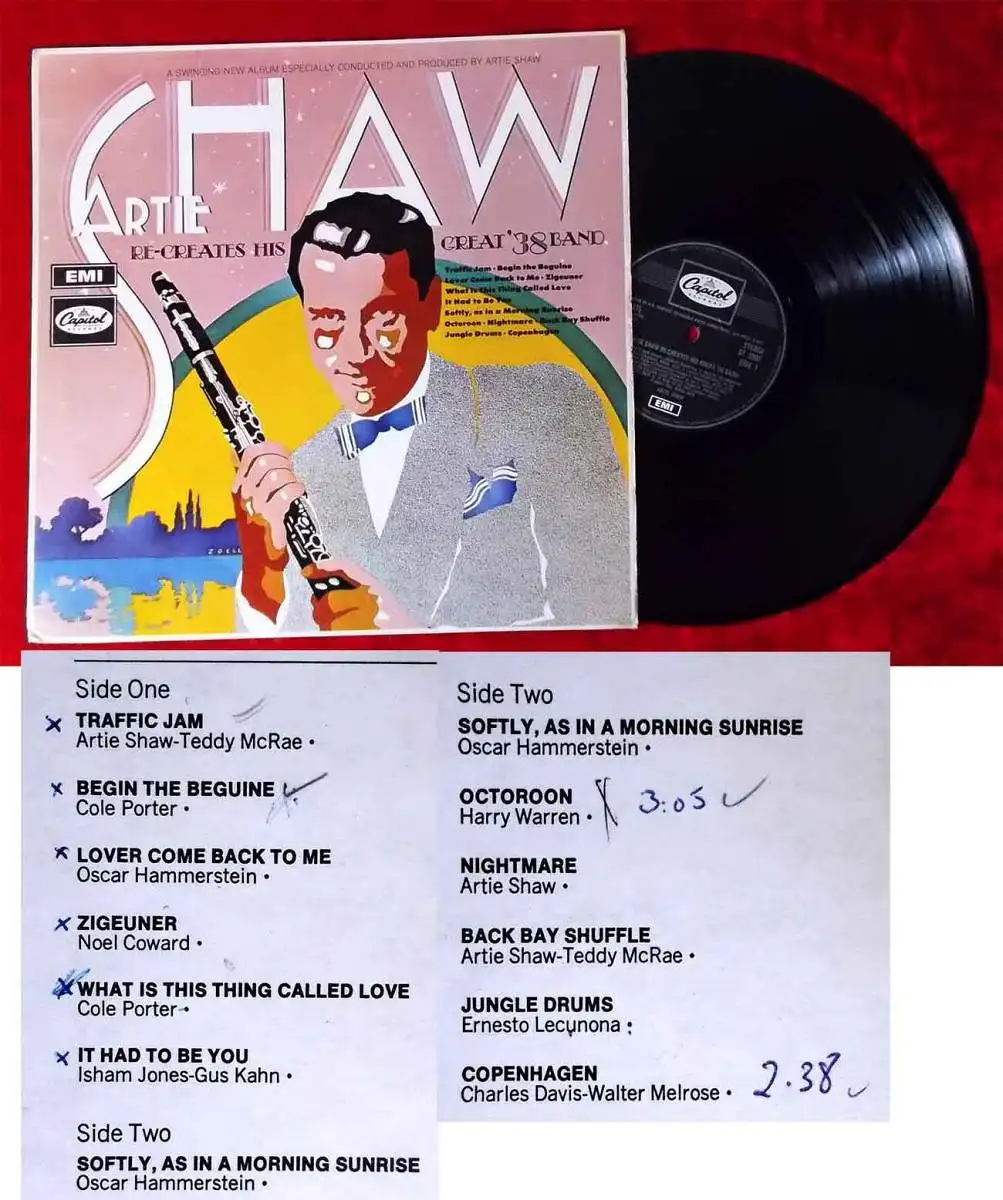 A SWINGING NEW ALBUM ESPECIALLY CONDUCTED AND PRODUCED BY ARTIE SHAW
ARTIE SHAW
RE-CREATES HIS GREAT '38 BAND
EMI
Capitol
RECORDS
Traffic Jam • Begin the Beguine
Lover Come Back to Me • Zigeuner
What Is This Thing Called Love
It Had to Be You
Softly, as in a Morning Sunrise
Octoroon • Nightmare • Back Bay Shuffle
Jungle Drums • Copenhagen
ZOELL
Capitol
STEREO
SIDE 1
EMI
Side One
x TRAFFIC JAM
Artie Shaw-Teddy McRae •
x BEGIN THE BEGUINE ✓
Cole Porter •
x LOVER COME BACK TO ME
Oscar Hammerstein •
x ZIGEUNER
Noel Coward •
x WHAT IS THIS THING CALLED LOVE
Cole Porter •
x IT HAD TO BE YOU
Isham Jones-Gus Kahn •
Side Two
SOFTLY, AS IN A MORNING SUNRISE
Oscar Hammerstein •
Side Two
SOFTLY, AS IN A MORNING SUNRISE
Oscar Hammerstein •
OCTOROON x 3:05 ✓
Harry Warren •
NIGHTMARE
Artie Shaw •
BACK BAY SHUFFLE
Artie Shaw-Teddy McRae •
JUNGLE DRUMS
Ernesto Lecynona :
COPENHAGEN 2.38 ✓
Charles Davis-Walter Melrose •